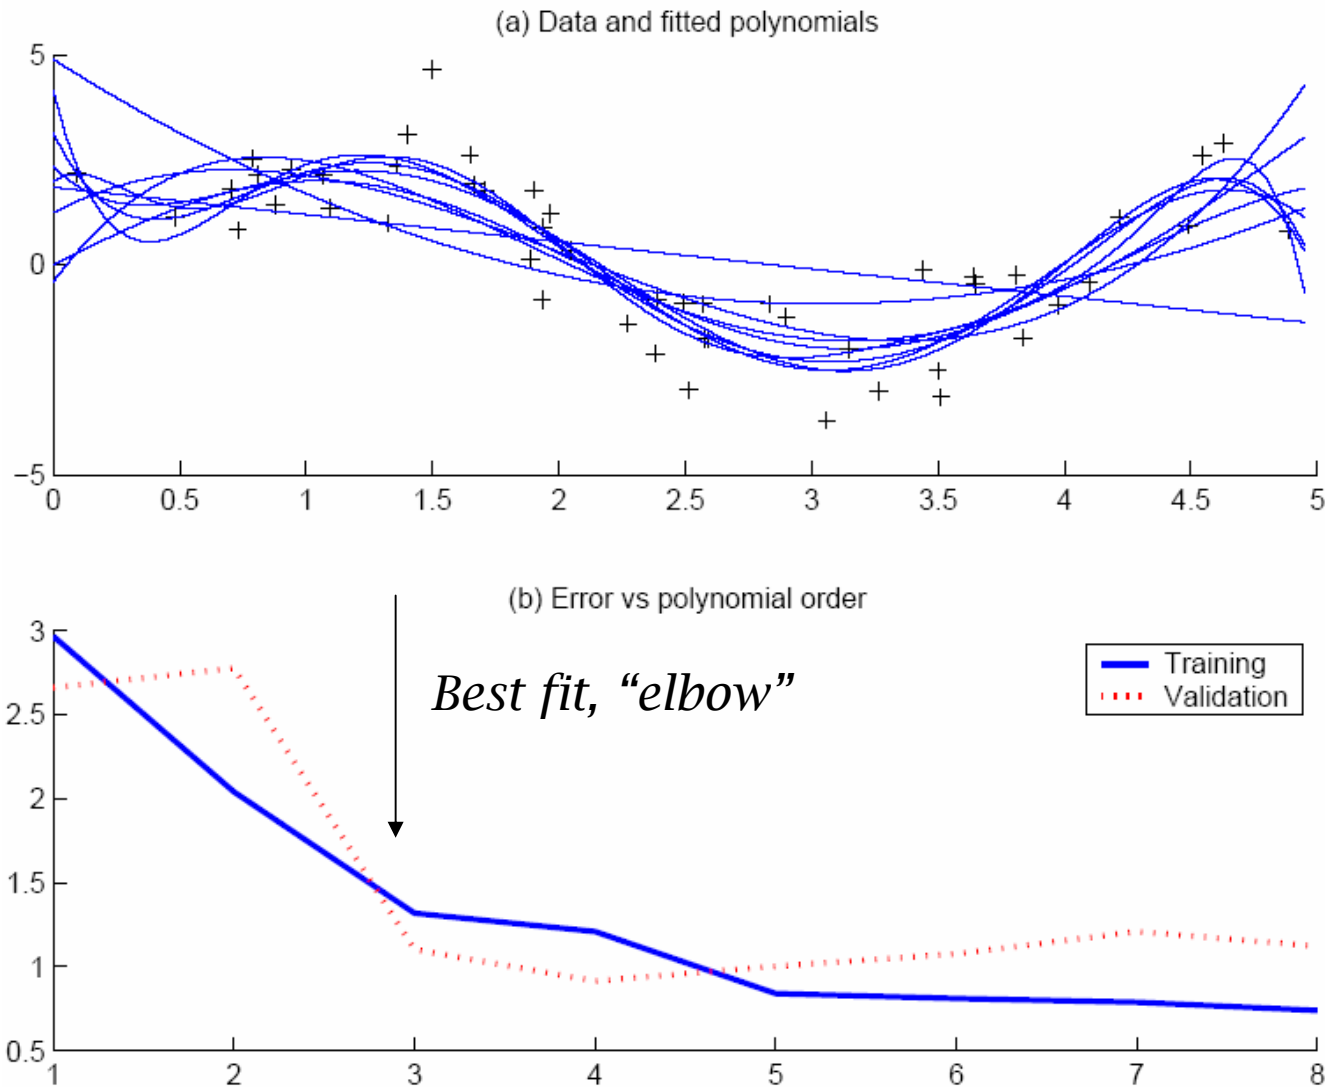 (a) Data and fitted polynomials
5
0
−5
0 0.5 1 1.5 2 2.5 3 3.5 4 4.5 5
(b) Error vs polynomial order
3
2.5
2
1.5
1
0.5
Best fit, “elbow”
Training
Validation
1 2 3 4 5 6 7 8